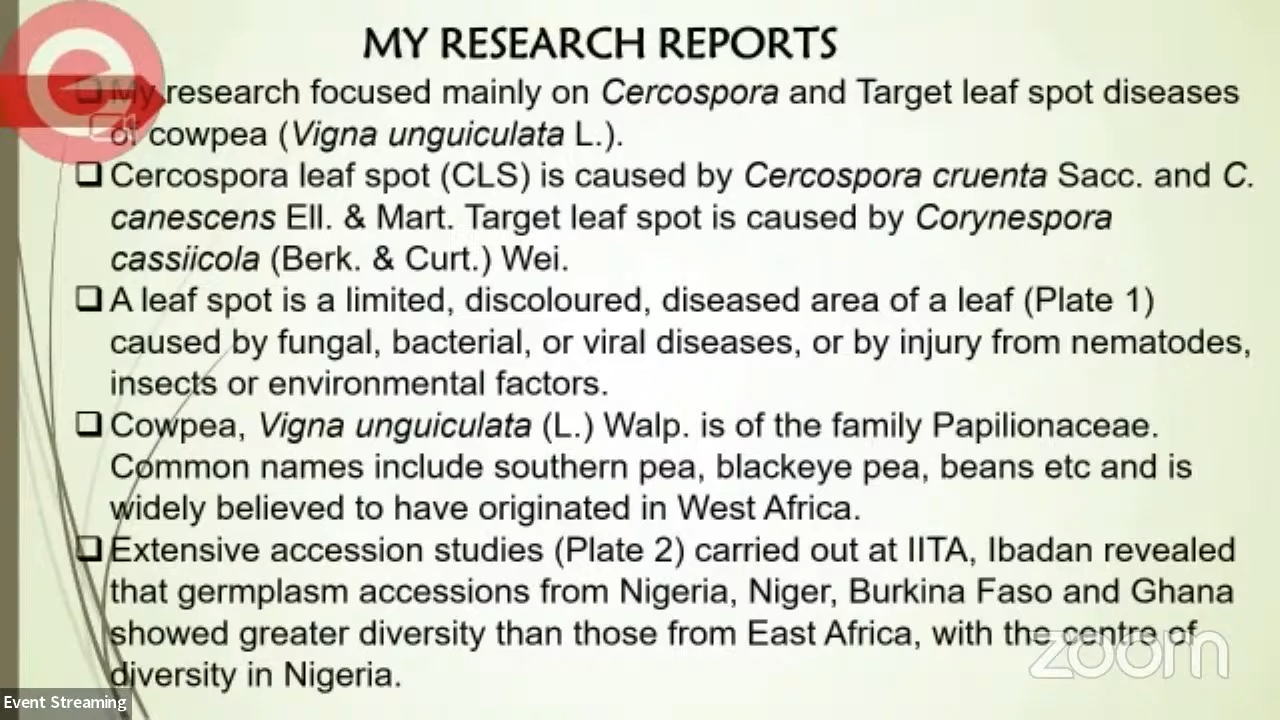 MY RESEARCH REPORTS
❑ My research focused mainly on Cercospora and Target leaf spot diseases
of cowpea (Vigna unguiculata L.).
❑ Cercospora leaf spot (CLS) is caused by Cercospora cruenta Sacc. and C.
canescens Ell. & Mart. Target leaf spot is caused by Corynespora
cassiicola (Berk. & Curt.) Wei.
❑ A leaf spot is a limited, discoloured, diseased area of a leaf (Plate 1)
caused by fungal, bacterial, or viral diseases, or by injury from nematodes,
insects or environmental factors.
❑ Cowpea, Vigna unguiculata (L.) Walp. is of the family Papilionaceae.
Common names include southern pea, blackeye pea, beans etc and is
widely believed to have originated in West Africa.
❑ Extensive accession studies (Plate 2) carried out at IITA, Ibadan revealed
that germplasm accessions from Nigeria, Niger, Burkina Faso and Ghana
showed greater diversity than those from East Africa, with the centre of
diversity in Nigeria.
zoom
Event Streaming